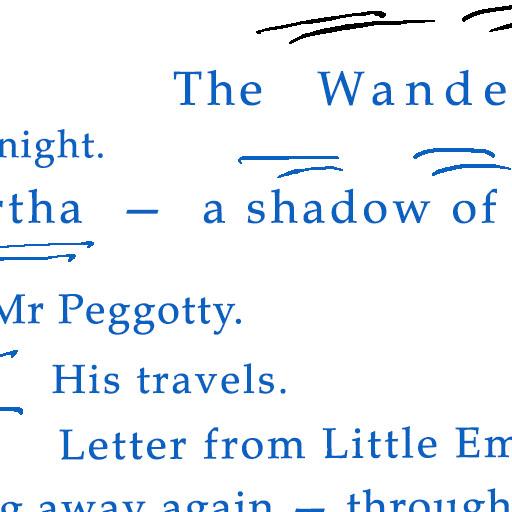 The Wande
night.
rtha — a shadow of
Mr Peggotty.
His travels.
Letter from Little Em
g away again — through